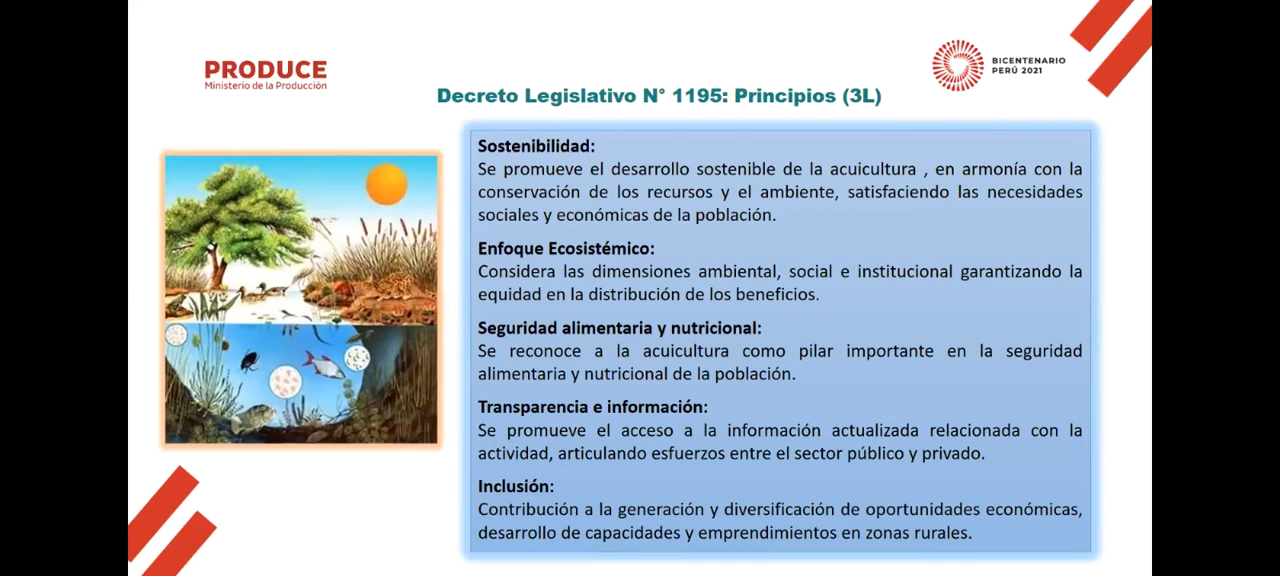 PRODUCE
Ministerio de la Producción
BICENTENARIO
PERÚ 2021
Decreto Legislativo N° 1195: Principios (3L)
Sostenibilidad:
Se promueve el desarrollo sostenible de la acuicultura , en armonía con la
conservación de los recursos y el ambiente, satisfaciendo las necesidades
sociales y económicas de la población.
Enfoque Ecosistémico:
Considera las dimensiones ambiental, social e institucional garantizando la
equidad en la distribución de los beneficios.
Seguridad alimentaria y nutricional:
Se reconoce a la acuicultura como pilar importante en la seguridad
alimentaria y nutricional de la población.
Transparencia e información:
Se promueve el acceso a la información actualizada relacionada con la
actividad, articulando esfuerzos entre el sector público y privado.
Inclusión:
Contribución a la generación y diversificación de oportunidades económicas,
desarrollo de capacidades y emprendimientos en zonas rurales.